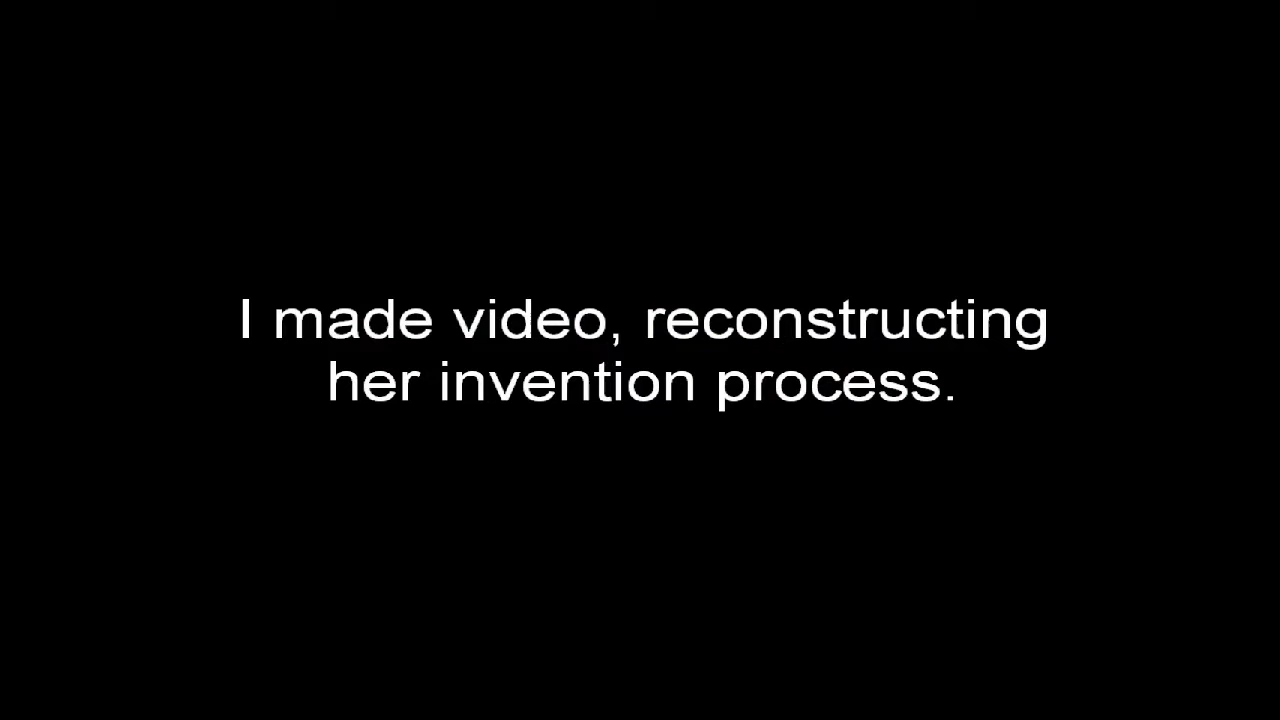 I made video, reconstructing
her invention process.